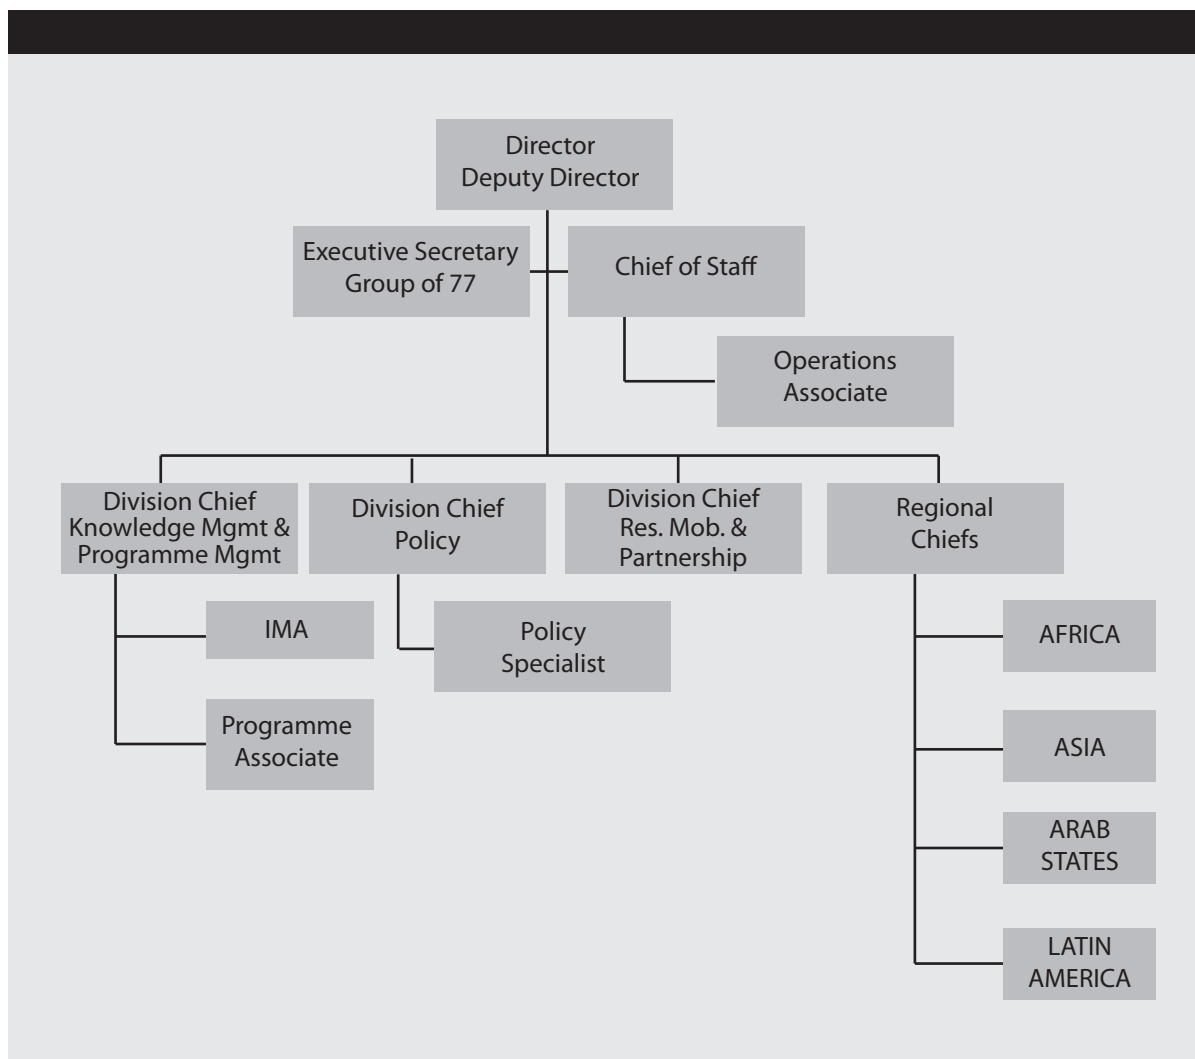 Director
Deputy Director
Executive Secretary
Group of 77
Chief of Staff
Operations
Associate
Division Chief
Knowledge Mgmt &
Programme Mgmt
Division Chief
Policy
Division Chief
Res. Mob. &
Partnership
Regional
Chiefs
IMA
Programme
Associate
Policy
Specialist
AFRICA
ASIA
ARAB
STATES
LATIN
AMERICA